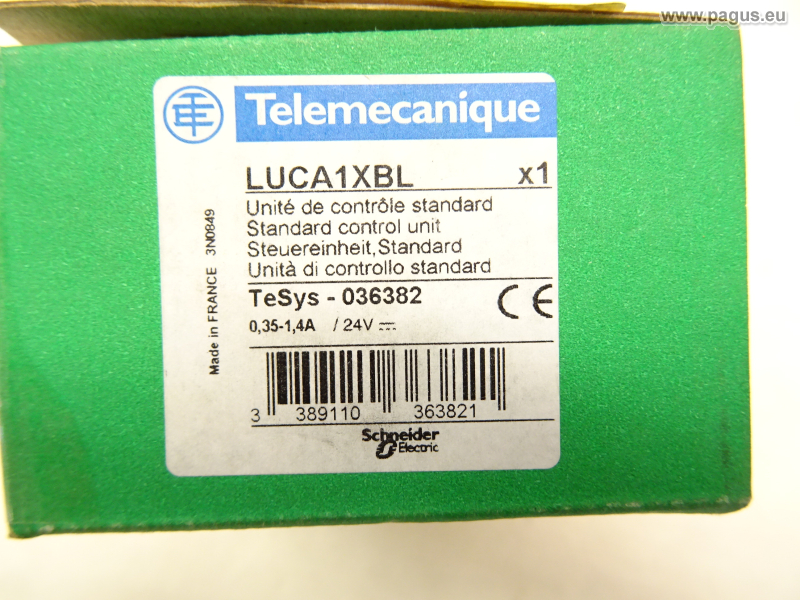 www.pagus.eu
Telemecanique
LUCA1XBL x1
Unité de contrôle standard
Standard control unit
Steuereinheit,Standard
Unità di controllo standard
TeSys - 036382
CE
0,35-1,4A / 24V
Made in FRANCE 3N0849
3 389110 363821
Schneider
Electric